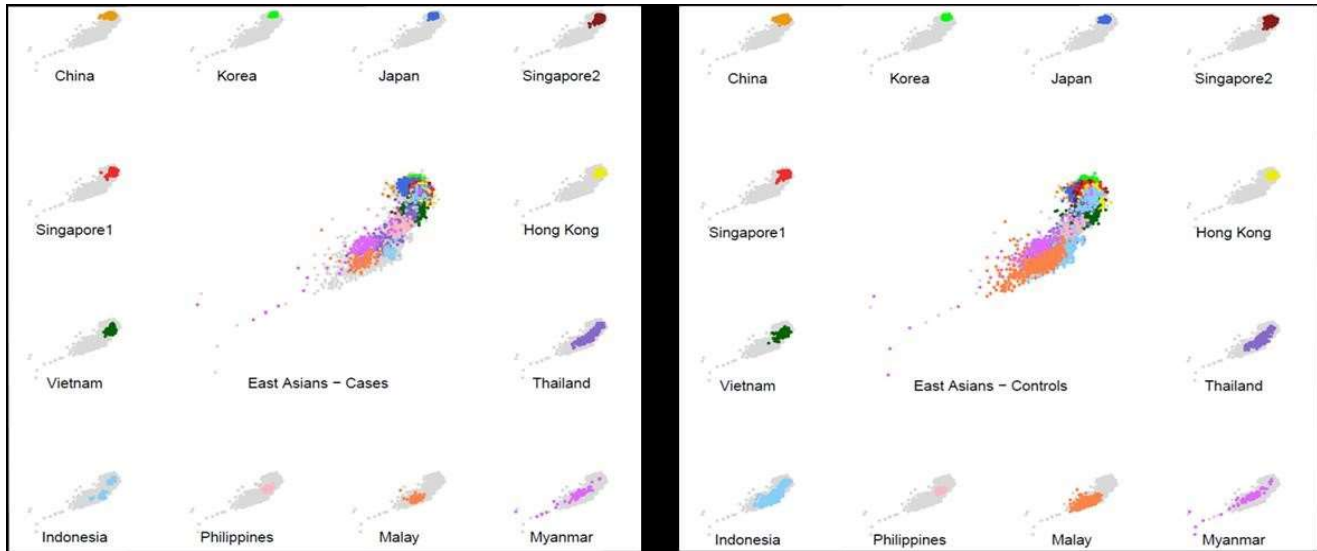 China Korea Japan Singapore2
Singapore1 Hong Kong
Vietnam East Asians − Cases Thailand
Indonesia Philippines Malay Myanmar
China Korea Japan Singapore2
Singapore1 Hong Kong
Vietnam East Asians − Controls Thailand
Indonesia Philippines Malay Myanmar